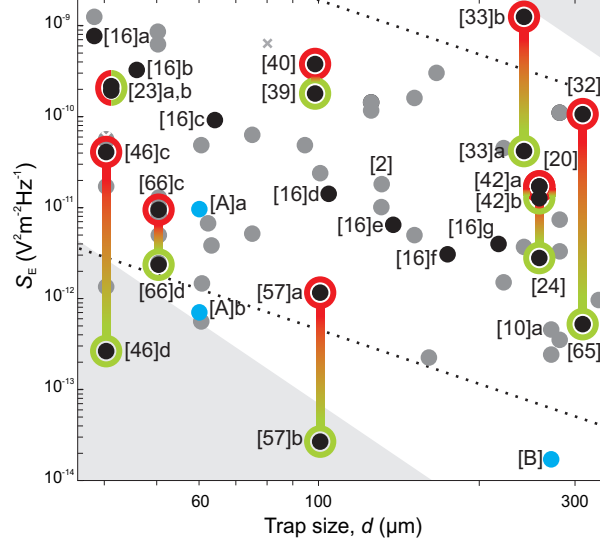 10⁻⁹
10⁻¹⁰
10⁻¹¹
10⁻¹²
10⁻¹³
10⁻¹⁴
S_E (V²m⁻²Hz⁻¹)
[16]a
[16]b
[23]a,b
[16]c
[46]c
[66]c
[A]a
[66]d
[A]b
[46]d
[40]
[39]
[2]
[16]d
[16]e
[16]f
[16]g
[57]a
[57]b
[33]b
[33]a
[32]
[20]
[42]a
[42]b
[24]
[10]a
[65]
[B]
60
100
200
300
Trap size, d (μm)